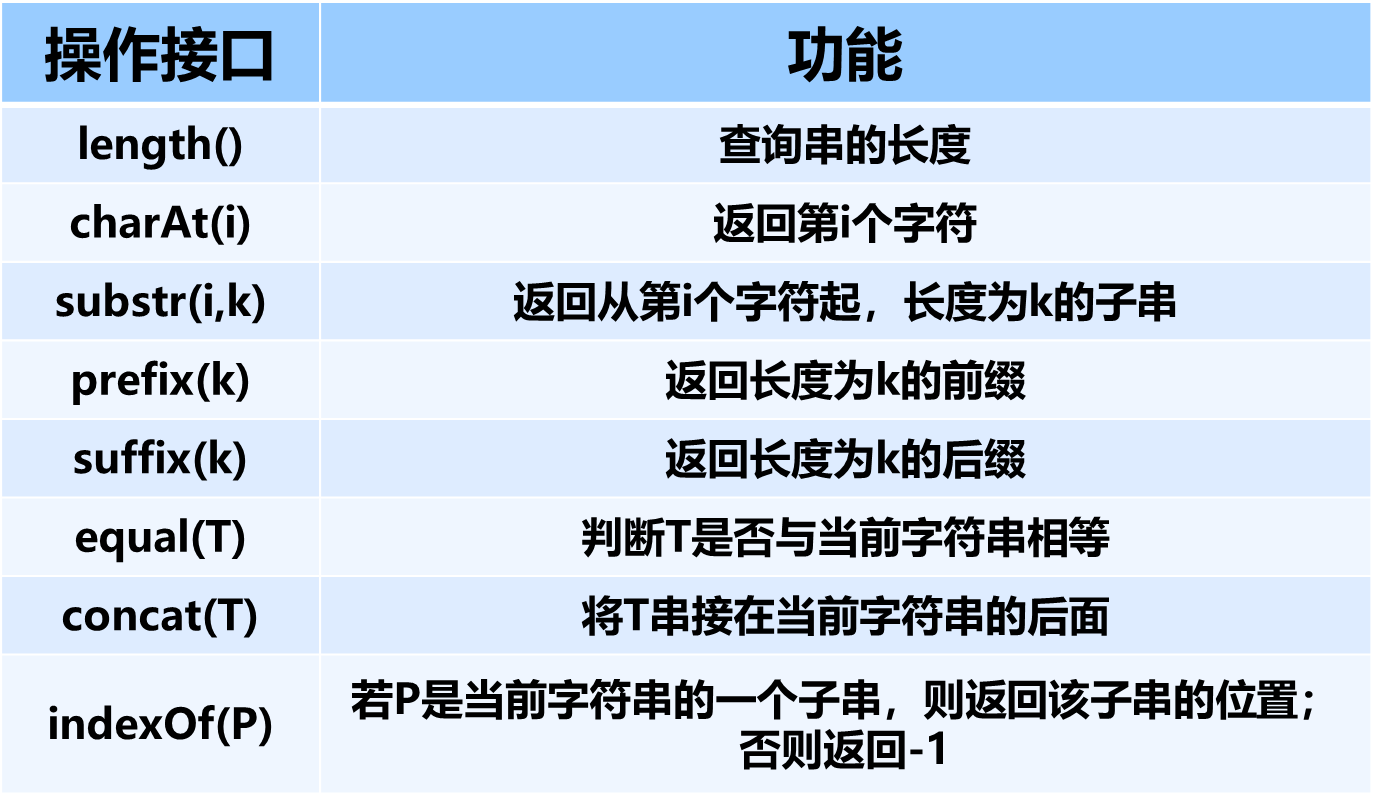 操作接口 功能
length() 查询串的长度
charAt(i) 返回第i个字符
substr(i,k) 返回从第i个字符起，长度为k的子串
prefix(k) 返回长度为k的前缀
suffix(k) 返回长度为k的后缀
equal(T) 判断T是否与当前字符串相等
concat(T) 将T串接在当前字符串的后面
indexOf(P) 若P是当前字符串的一个子串，则返回该子串的位置；
否则返回-1